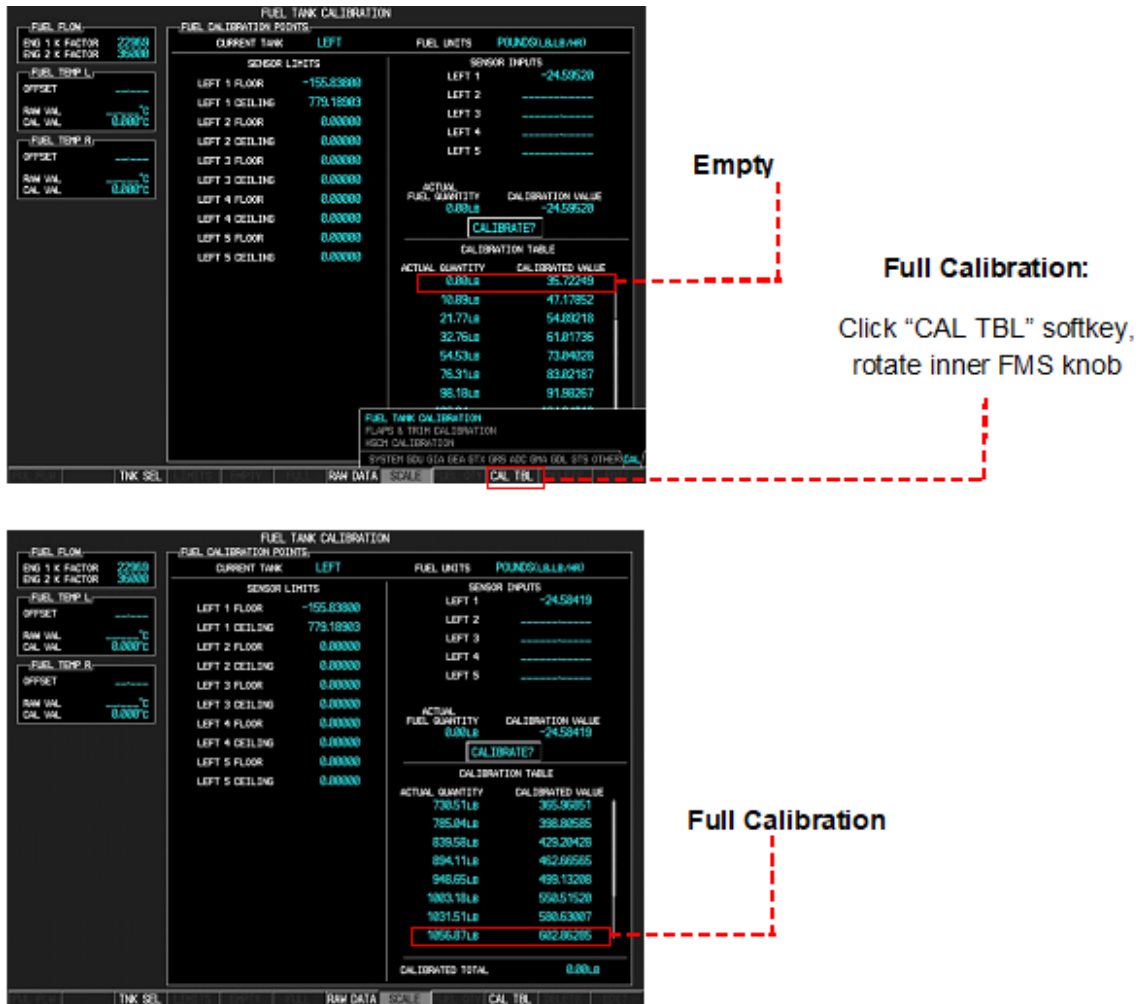 FUEL TANK CALIBRATION
FUEL FLOW
ENG 1 K FACTOR 22969
ENG 2 K FACTOR 36000
FUEL TEMP L
OFFSET
RAW VAL °C
CAL VAL 0.000°C
FUEL TEMP R
OFFSET
RAW VAL °C
CAL VAL 0.000°C
FUEL CALIBRATION POINTS
CURRENT TANK LEFT FUEL UNITS POUNDS(LB,LB/HR)
SENSOR LIMITS
LEFT 1 FLOOR -155.83800
LEFT 1 CEILING 779.18903
LEFT 2 FLOOR 0.00000
LEFT 2 CEILING 0.00000
LEFT 3 FLOOR 0.00000
LEFT 3 CEILING 0.00000
LEFT 4 FLOOR 0.00000
LEFT 4 CEILING 0.00000
LEFT 5 FLOOR 0.00000
LEFT 5 CEILING 0.00000
SENSOR INPUTS
LEFT 1 -24.59520
LEFT 2
LEFT 3
LEFT 4
LEFT 5
ACTUAL
FUEL QUANTITY CALIBRATION VALUE
0.00LB -24.59520
CALIBRATE?
CALIBRATION TABLE
ACTUAL QUANTITY CALIBRATED VALUE
0.00LB 35.72249
10.89LB 47.17852
21.77LB 54.89218
32.76LB 61.01736
54.53LB 73.04028
76.31LB 83.02187
98.18LB 91.98267
FUEL TANK CALIBRATION
FLAPS & TRIM CALIBRATION
HSCM CALIBRATION
SYSTEM GDU GIA GEA GTX GRS ADC GMA GDL STS OTHER CAL
TNK SEL RAW DATA SCALE CAL TBL
Empty
Full Calibration:
Click “CAL TBL” softkey,
rotate inner FMS knob
FUEL TANK CALIBRATION
FUEL FLOW
ENG 1 K FACTOR 22969
ENG 2 K FACTOR 36000
FUEL TEMP L
OFFSET
RAW VAL °C
CAL VAL 0.000°C
FUEL TEMP R
OFFSET
RAW VAL °C
CAL VAL 0.000°C
FUEL CALIBRATION POINTS
CURRENT TANK LEFT FUEL UNITS POUNDS(LB,LB/HR)
SENSOR LIMITS
LEFT 1 FLOOR -155.83800
LEFT 1 CEILING 779.18903
LEFT 2 FLOOR 0.00000
LEFT 2 CEILING 0.00000
LEFT 3 FLOOR 0.00000
LEFT 3 CEILING 0.00000
LEFT 4 FLOOR 0.00000
LEFT 4 CEILING 0.00000
LEFT 5 FLOOR 0.00000
LEFT 5 CEILING 0.00000
SENSOR INPUTS
LEFT 1 -24.58419
LEFT 2
LEFT 3
LEFT 4
LEFT 5
ACTUAL
FUEL QUANTITY CALIBRATION VALUE
0.00LB -24.58419
CALIBRATE?
CALIBRATION TABLE
ACTUAL QUANTITY CALIBRATED VALUE
730.51LB 365.96851
785.04LB 398.80585
839.58LB 429.20428
894.11LB 462.66565
948.65LB 499.13208
1003.18LB 550.51520
1031.51LB 580.63007
1056.87LB 602.86285
CALIBRATED TOTAL 0.00LB
TNK SEL RAW DATA SCALE CAL TBL
Full Calibration